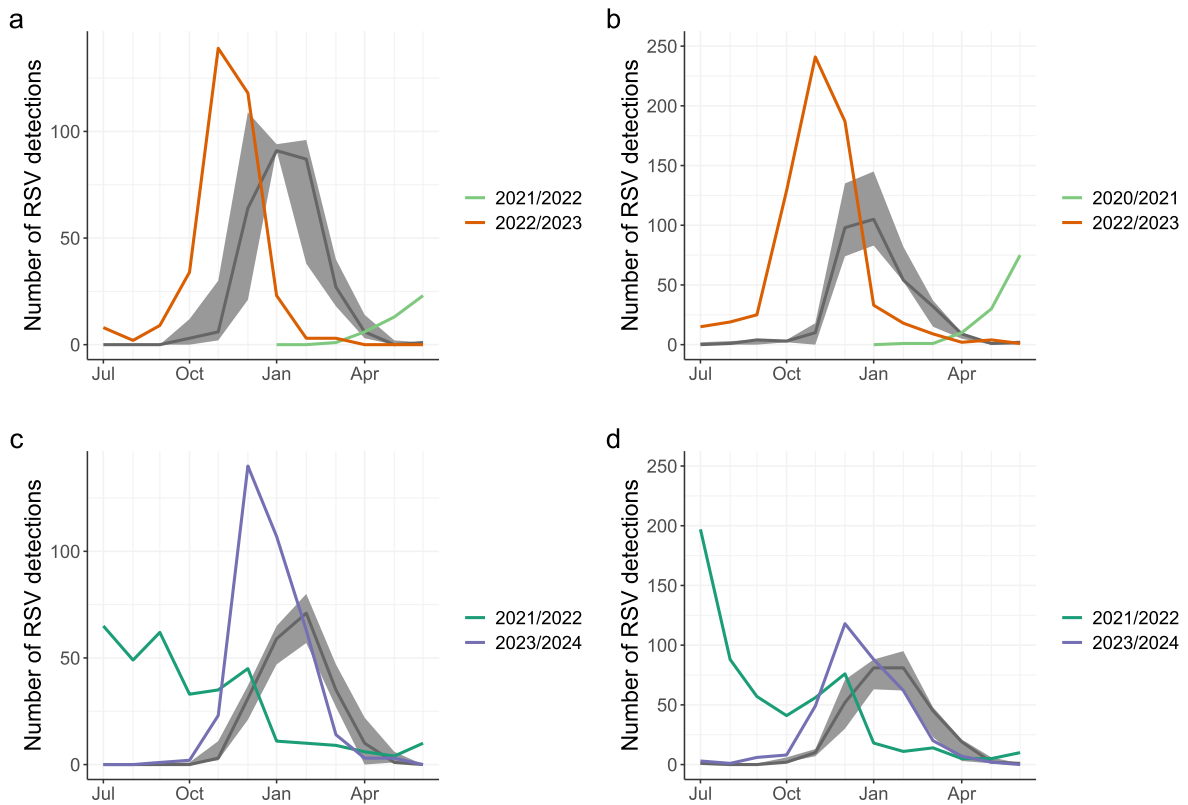 a
Number of RSV detections
100
50
0
Jul
Oct
Jan
Apr
2021/2022
2022/2023
b
Number of RSV detections
250
200
150
100
50
0
Jul
Oct
Jan
Apr
2020/2021
2022/2023
c
Number of RSV detections
100
50
0
Jul
Oct
Jan
Apr
2021/2022
2023/2024
d
Number of RSV detections
250
200
150
100
50
0
Jul
Oct
Jan
Apr
2021/2022
2023/2024